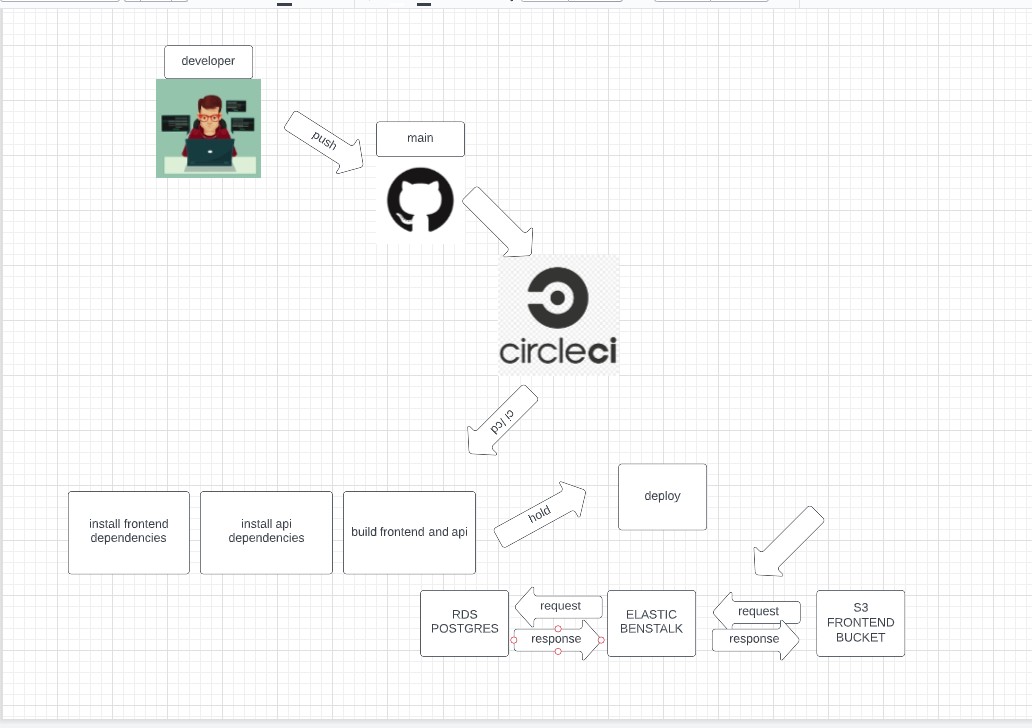 developer
push
main
circleci
ci /cd
install frontend
dependencies
install api
dependencies
build frontend and api
hold
deploy
RDS
POSTGRES
request
response
ELASTIC
BENSTALK
request
response
S3
FRONTEND
BUCKET